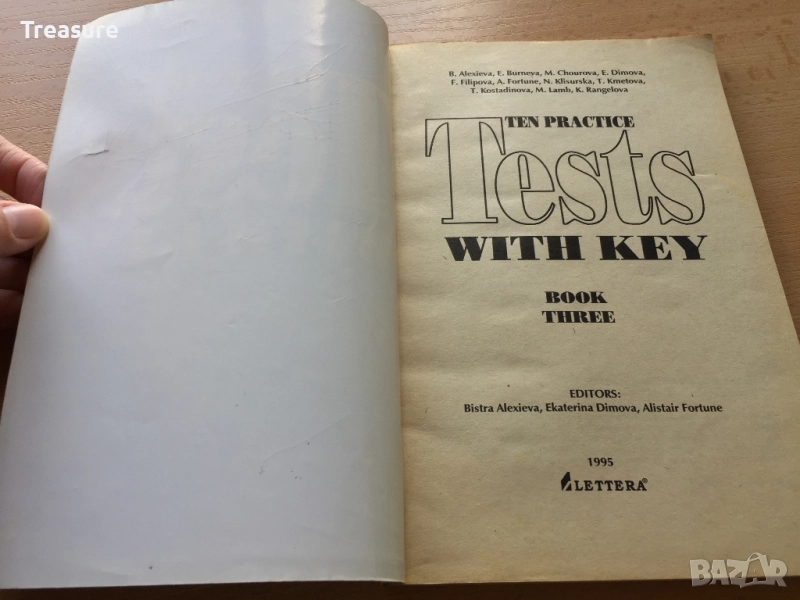 Treasure
B. Alexieva, E. Burneva, M. Chourova, E. Dimova,
F. Filipova, A. Fortune, N. Klisurska, T. Kmetova,
T. Kostadinova, M. Lamb, K. Rangelova
TEN PRACTICE
Tests
WITH KEY
BOOK
THREE
EDITORS:
Bistra Alexieva, Ekaterina Dimova, Alistair Fortune
1995
LETTERA®
BAZAR.bg